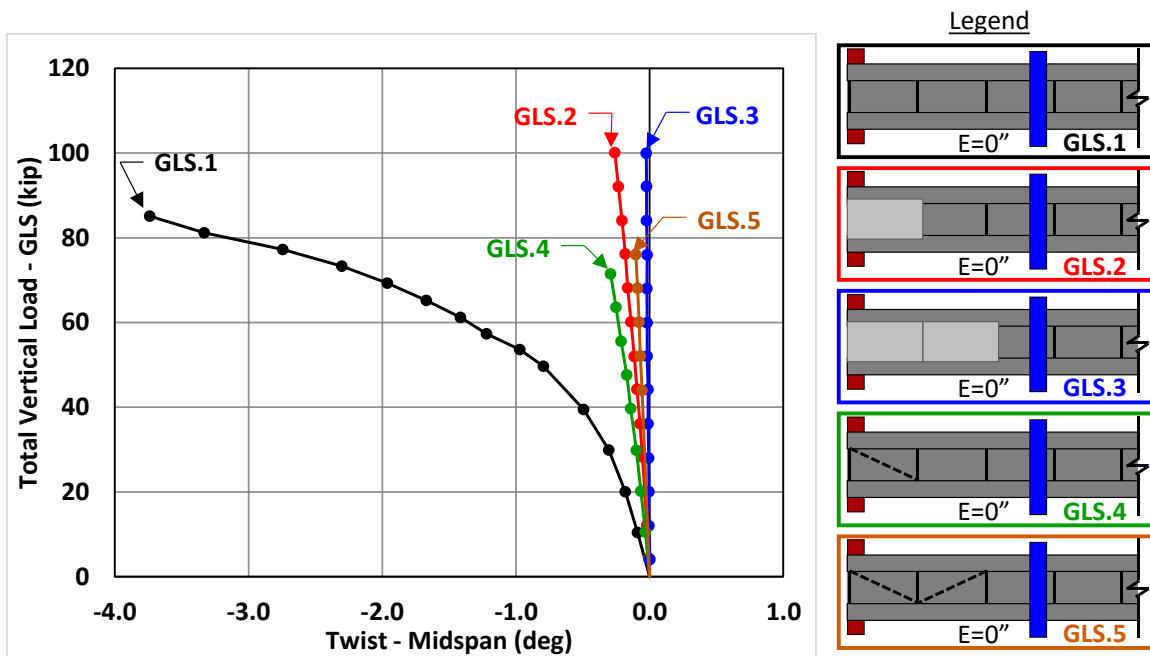 Legend
120
100
80
60
40
20
0
Total Vertical Load - GLS (kip)
-4.0 -3.0 -2.0 -1.0 0.0 1.0
Twist - Midspan (deg)
GLS.1
GLS.2
GLS.3
GLS.4
GLS.5
E=0” GLS.1
E=0” GLS.2
E=0” GLS.3
E=0” GLS.4
E=0” GLS.5